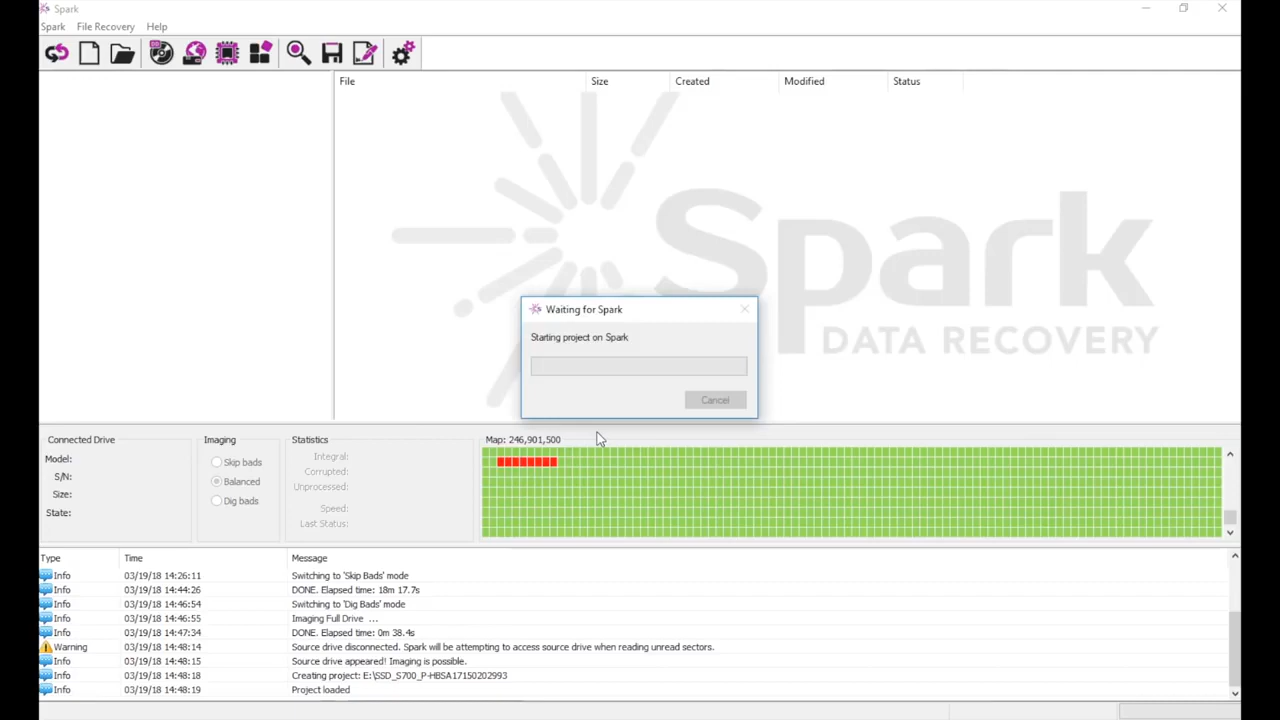 Spark
Spark File Recovery Help
File Size Created Modified Status
Spark
DATA RECOVERY
Waiting for Spark
Starting project on Spark
Cancel
Connected Drive
Model:
S/N:
Size:
State:
Imaging
Skip bads
Balanced
Dig bads
Statistics
Integral:
Corrupted:
Unprocessed:
Speed:
Last Status:
Map: 246,901,500
Type Time Message
Info 03/19/18 14:26:11 Switching to 'Skip Bads' mode
Info 03/19/18 14:44:26 DONE. Elapsed time: 18m 17.7s
Info 03/19/18 14:46:54 Switching to 'Dig Bads' mode
Info 03/19/18 14:46:55 Imaging Full Drive ...
Info 03/19/18 14:47:34 DONE. Elapsed time: 0m 38.4s
Warning 03/19/18 14:48:14 Source drive disconnected. Spark will be attempting to access source drive when reading unread sectors.
Info 03/19/18 14:48:15 Source drive appeared! Imaging is possible.
Info 03/19/18 14:48:18 Creating project: E:\SSD_S700_P-HBSA17150202993
Info 03/19/18 14:48:19 Project loaded